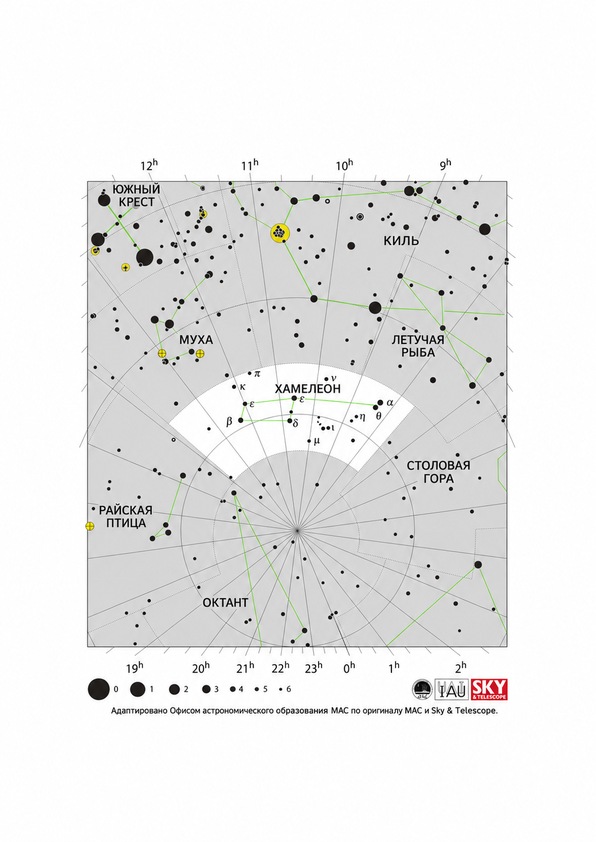 12h 11h 10h 9h
ЮЖНЫЙ
КРЕСТ
КИЛЬ
МУХА
ЛЕТУЧАЯ
РЫБА
π
ν
κ
ХАМЕЛЕОН
ε
ε
α
θ
β
δ
η
ι
μ
СТОЛОВАЯ
ГОРА
РАЙСКАЯ
ПТИЦА
ОКТАНТ
19h 20h 21h 22h 23h 0h 1h 2h
0 1 2 3 4 5 6
IAU
SKY
& TELESCOPE
Адаптировано Офисом астрономического образования МАС по оригиналу МАС и Sky & Telescope.